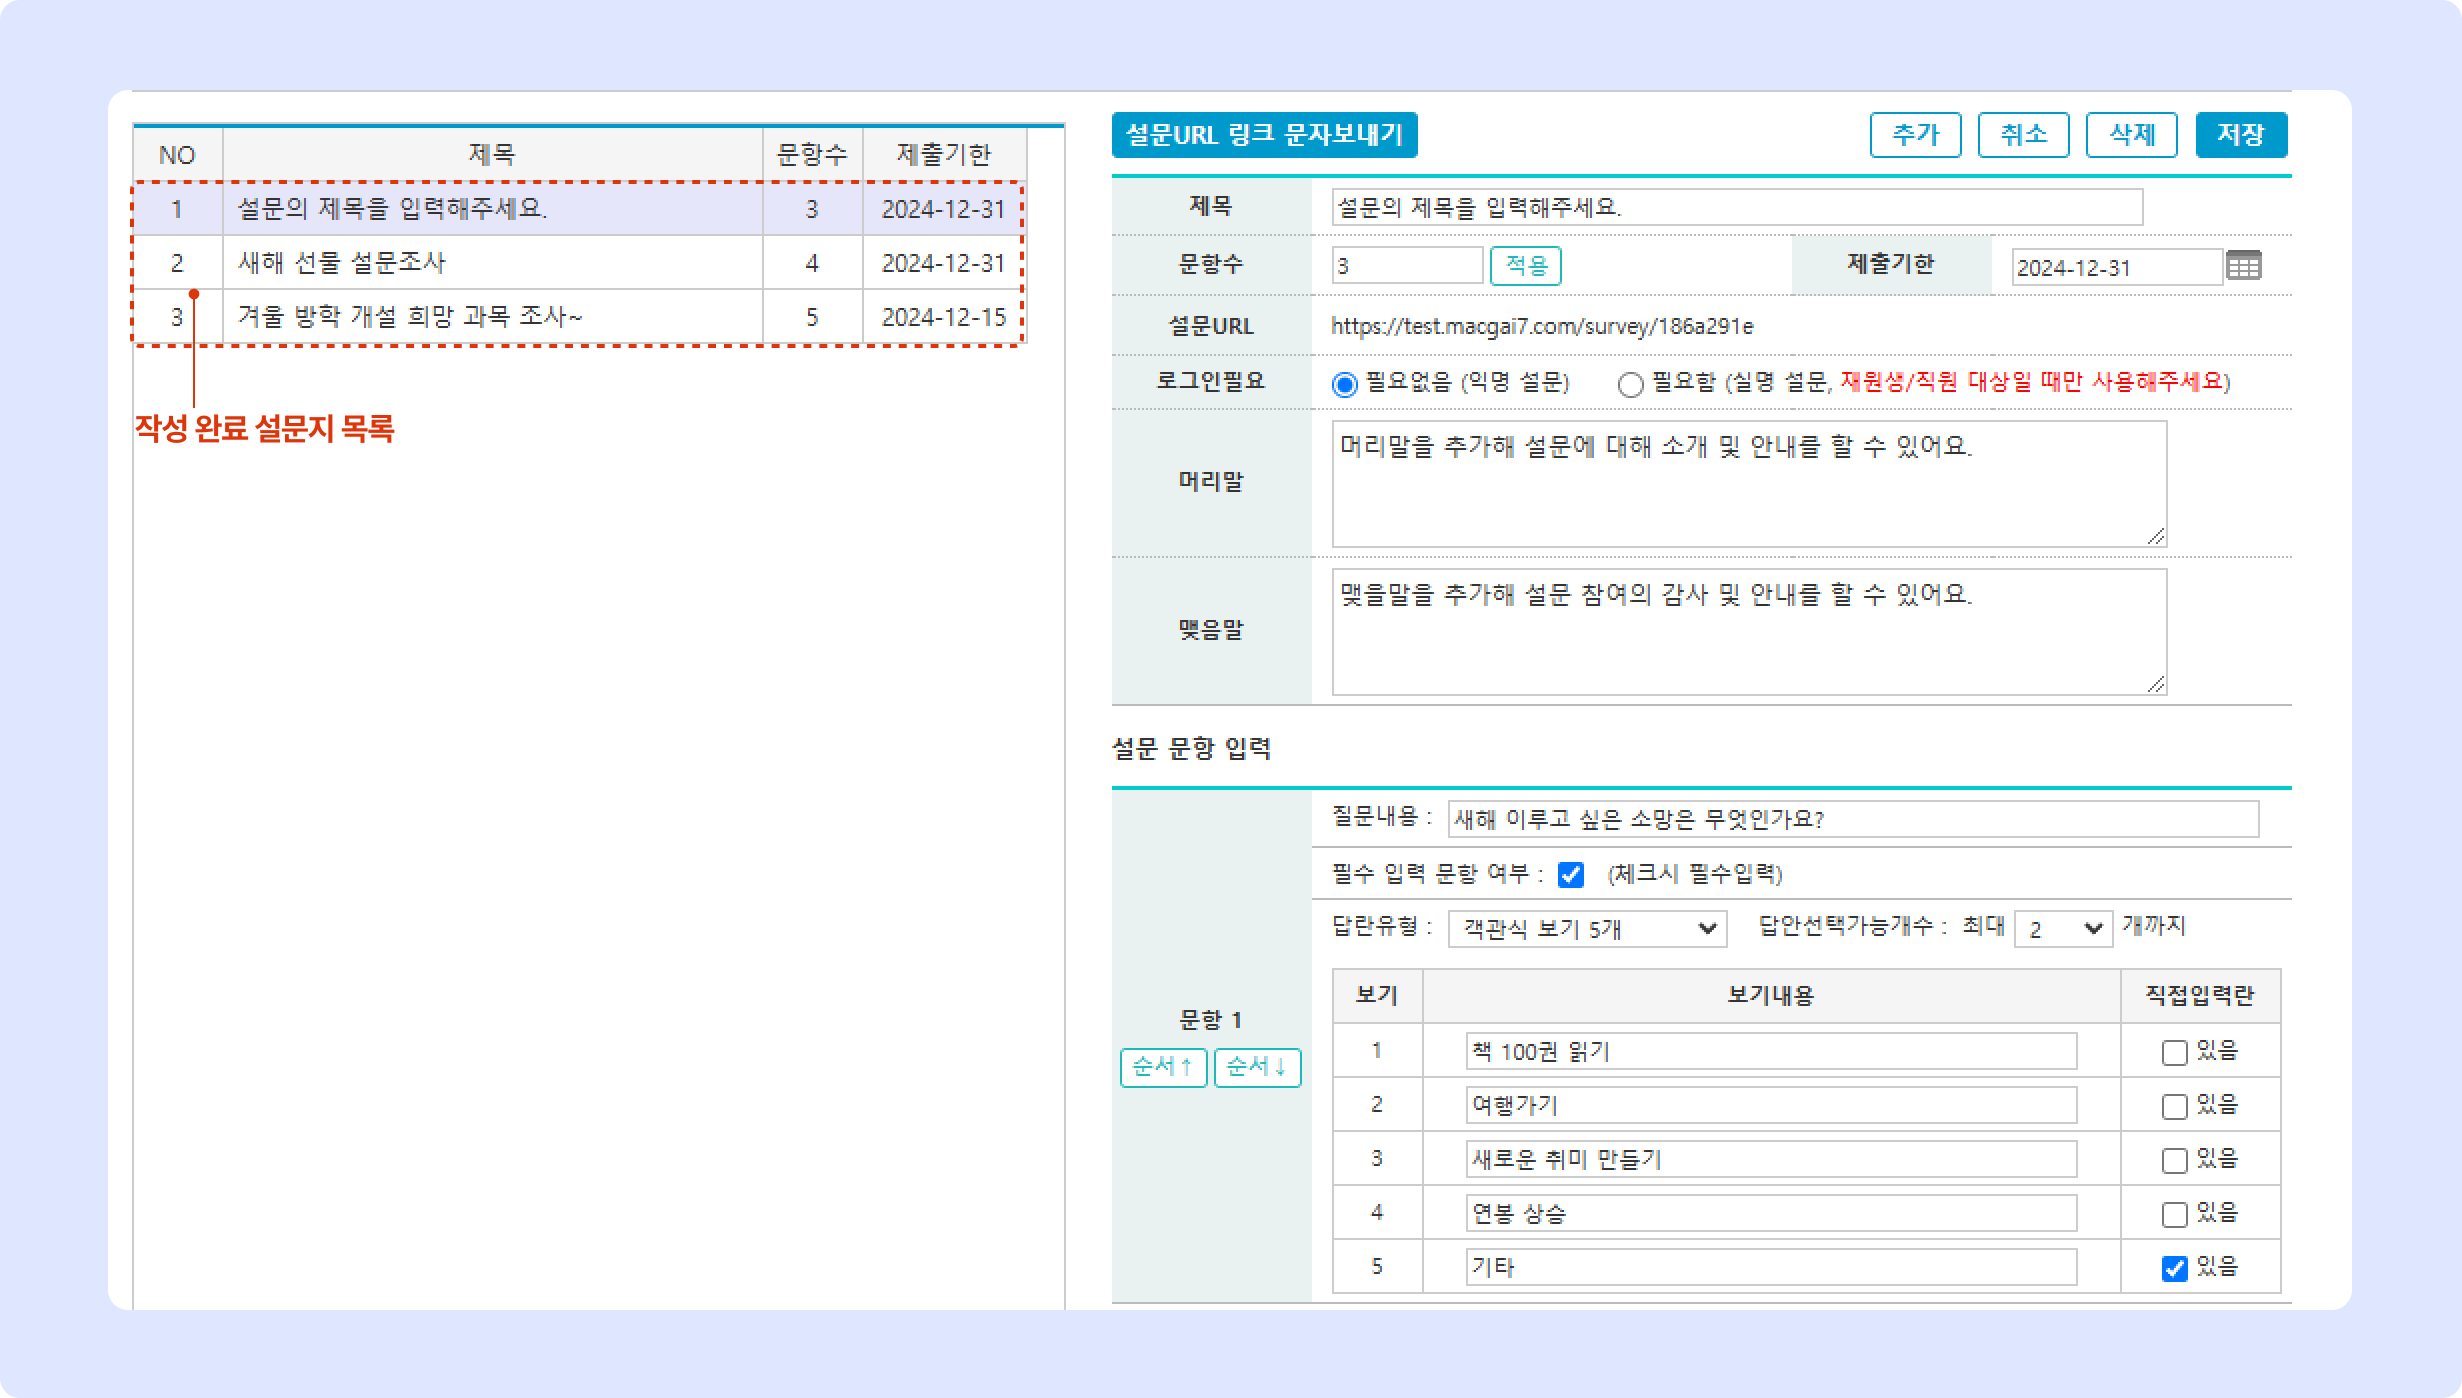 NO 제목 문항수 제출기한
1 설문의 제목을 입력해주세요. 3 2024-12-31
2 새해 선물 설문조사 4 2024-12-31
3 겨울 방학 개설 희망 과목 조사~ 5 2024-12-15
작성 완료 설문지 목록
설문URL 링크 문자보내기 추가 취소 삭제 저장
제목 설문의 제목을 입력해주세요.
문항수 3 적용 제출기한 2024-12-31
설문URL https://test.macgai7.com/survey/186a291e
로그인필요 필요없음 (익명 설문) 필요함 (실명 설문, 재원생/직원 대상일 때만 사용해주세요)
머리말 머리말을 추가해 설문에 대해 소개 및 안내를 할 수 있어요.
맺음말 맺을말을 추가해 설문 참여의 감사 및 안내를 할 수 있어요.
설문 문항 입력
문항 1
순서↑ 순서↓
질문내용 : 새해 이루고 싶은 소망은 무엇인가요?
필수 입력 문항 여부 : (체크시 필수입력)
답란유형 : 객관식 보기 5개 답안선택가능개수 : 최대 2 개까지
보기 보기내용 직접입력란
1 책 100권 읽기 있음
2 여행가기 있음
3 새로운 취미 만들기 있음
4 연봉 상승 있음
5 기타 있음